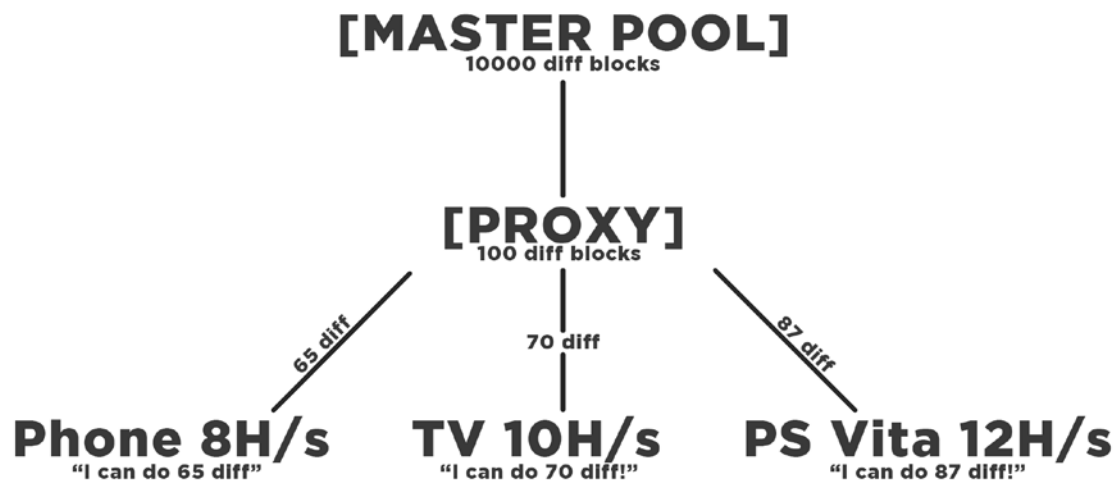 [MASTER POOL]
10000 diff blocks
[PROXY]
100 diff blocks
65 diff
70 diff
87 diff
Phone 8H/s
“I can do 65 diff”
TV 10H/s
“I can do 70 diff!”
PS Vita 12H/s
“I can do 87 diff!”